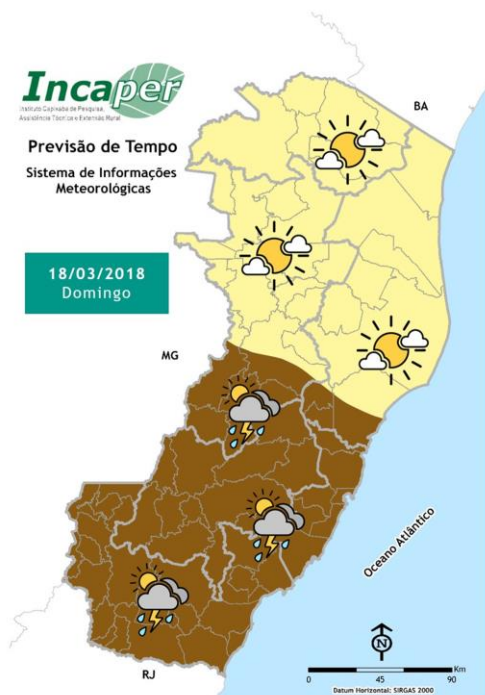 Incaper
Instituto Capixaba de Pesquisa,
Assistência Técnica e Extensão Rural
Previsão de Tempo
Sistema de Informações
Meteorológicas
18/03/2018
Domingo
BA
MG
RJ
Oceano Atlântico
N
Km
0 45 90
Datum Horizontal: SIRGAS 2000